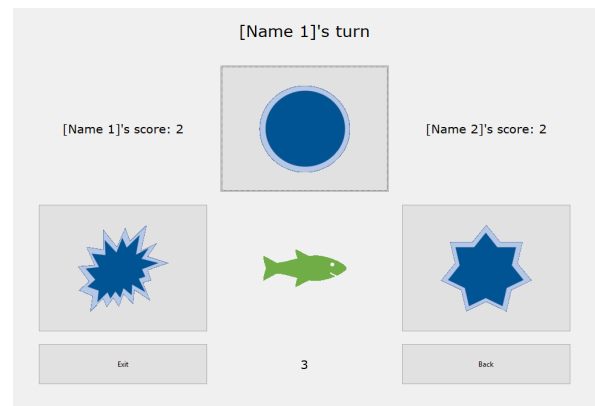 [Name 1]'s turn
[Name 1]'s score: 2
[Name 2]'s score: 2
Exit
3
Back